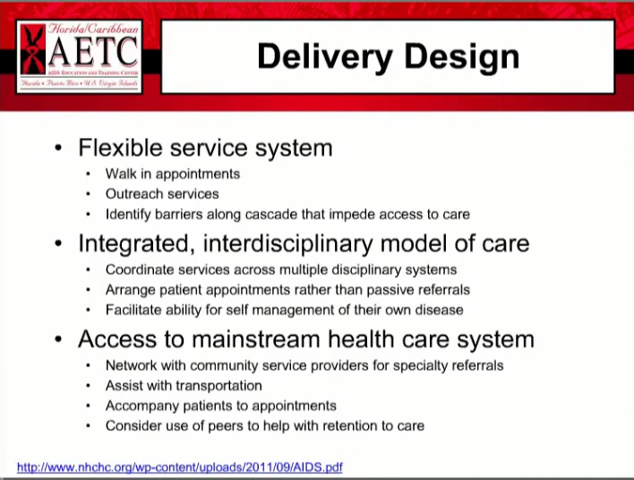 Florida/Caribbean
AETC
AIDS EDUCATION AND TRAINING CENTER
Florida • Puerto Rico • U.S. Virgin Islands
Delivery Design
• Flexible service system
• Walk in appointments
• Outreach services
• Identify barriers along cascade that impede access to care
• Integrated, interdisciplinary model of care
• Coordinate services across multiple disciplinary systems
• Arrange patient appointments rather than passive referrals
• Facilitate ability for self management of their own disease
• Access to mainstream health care system
• Network with community service providers for specialty referrals
• Assist with transportation
• Accompany patients to appointments
• Consider use of peers to help with retention to care
http://www.nhchc.org/wp-content/uploads/2011/09/AIDS.pdf